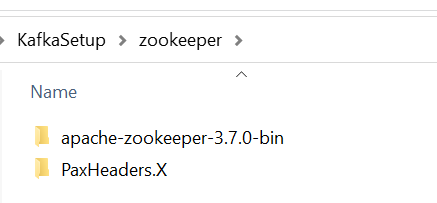 KafkaSetup > zookeeper >
Name
apache-zookeeper-3.7.0-bin
PaxHeaders.X